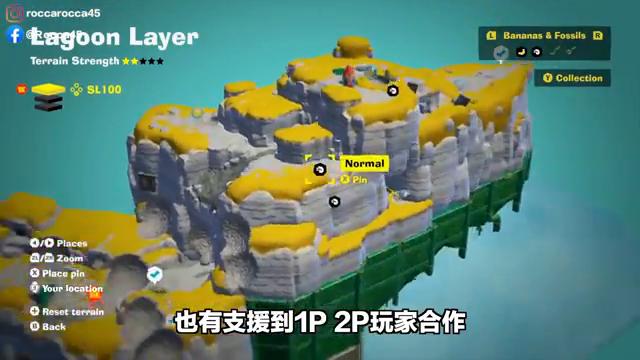 roccarocca45
@Rocca45
Lagoon Layer
Terrain Strength
SL100
L Bananas & Fossils R
Y Collection
Normal
Pin
Places
Zoom
X Place pin
Your location
+ Reset terrain
B Back
也有支援到1P 2P玩家合作